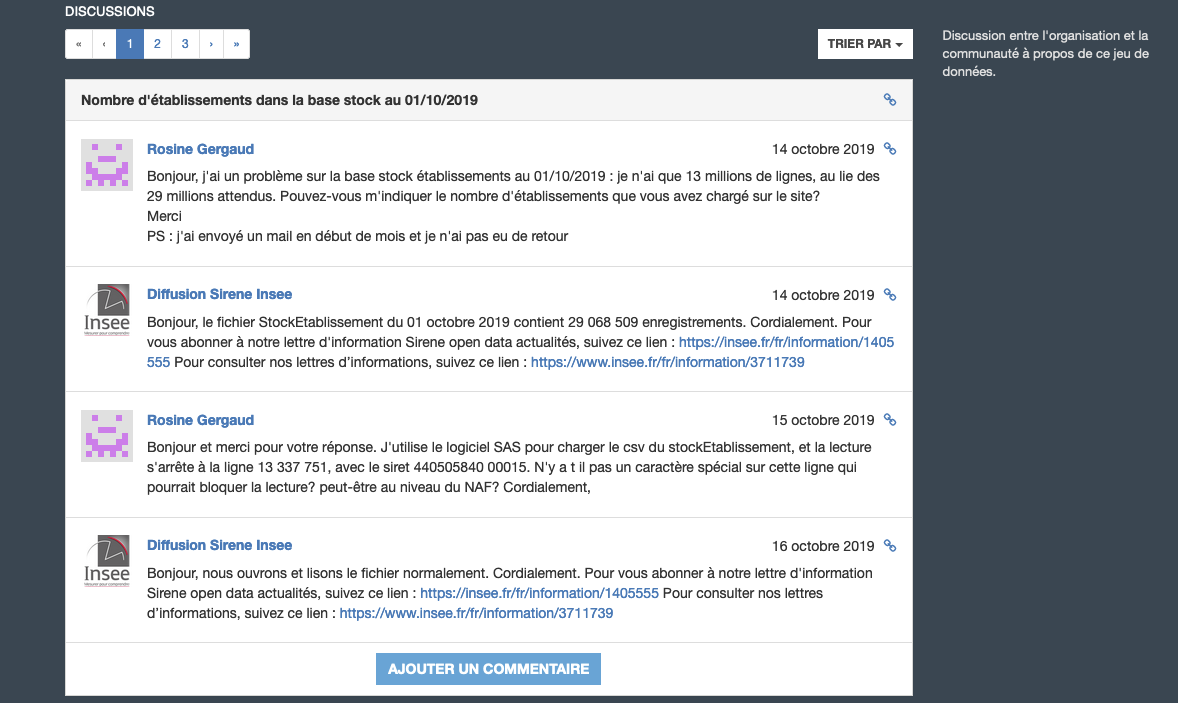 DISCUSSIONS
« ‹ 1 2 3 › »
TRIER PAR
Discussion entre l'organisation et la
communauté à propos de ce jeu de
données.
Nombre d'établissements dans la base stock au 01/10/2019
Rosine Gergaud
14 octobre 2019
Bonjour, j'ai un problème sur la base stock établissements au 01/10/2019 : je n'ai que 13 millions de lignes, au lie des
29 millions attendus. Pouvez-vous m'indiquer le nombre d'établissements que vous avez chargé sur le site?
Merci
PS : j'ai envoyé un mail en début de mois et je n'ai pas eu de retour
Insee
Diffusion Sirene Insee
14 octobre 2019
Bonjour, le fichier StockEtablissement du 01 octobre 2019 contient 29 068 509 enregistrements. Cordialement. Pour
vous abonner à notre lettre d'information Sirene open data actualités, suivez ce lien : https://insee.fr/fr/information/1405
555 Pour consulter nos lettres d’informations, suivez ce lien : https://www.insee.fr/fr/information/3711739
Rosine Gergaud
15 octobre 2019
Bonjour et merci pour votre réponse. J'utilise le logiciel SAS pour charger le csv du stockEtablissement, et la lecture
s'arrête à la ligne 13 337 751, avec le siret 440505840 00015. N'y a t il pas un caractère spécial sur cette ligne qui
pourrait bloquer la lecture? peut-être au niveau du NAF? Cordialement,
Insee
Diffusion Sirene Insee
16 octobre 2019
Bonjour, nous ouvrons et lisons le fichier normalement. Cordialement. Pour vous abonner à notre lettre d'information
Sirene open data actualités, suivez ce lien : https://insee.fr/fr/information/1405555 Pour consulter nos lettres
d’informations, suivez ce lien : https://www.insee.fr/fr/information/3711739
AJOUTER UN COMMENTAIRE